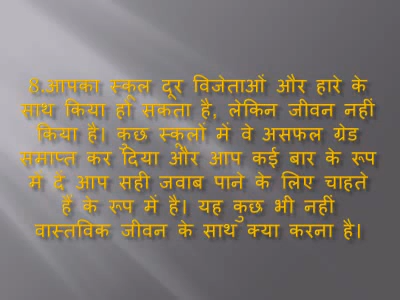 8.आपका स्कूल दूर विजेताओं और हारे के
साथ किया हो सकता है, लेकिन जीवन नहीं
किया है। कुछ स्कूलों में वे असफल ग्रेड
समाप्त कर दिया और आप कई बार के रूप
में दे आप सही जवाब पाने के लिए चाहते
हैं के रूप में है। यह कुछ भी नहीं
वास्तविक जीवन के साथ क्या करना है।